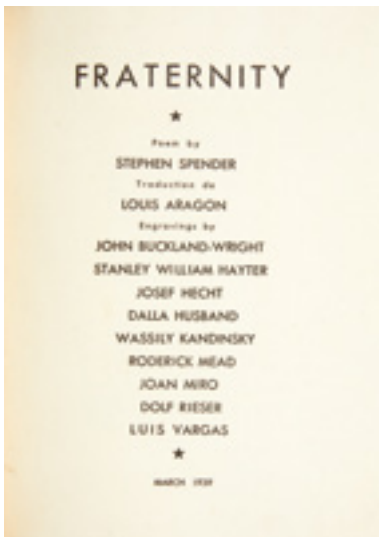 FRATERNITY
★
Poem by
STEPHEN SPENDER
Traduction de
LOUIS ARAGON
Engravings by
JOHN BUCKLAND-WRIGHT
STANLEY WILLIAM HAYTER
JOSEF HECHT
DALLA HUSBAND
WASSILY KANDINSKY
RODERICK MEAD
JOAN MIRO
DOLF RIESER
LUIS VARGAS
★
MARCH 1939